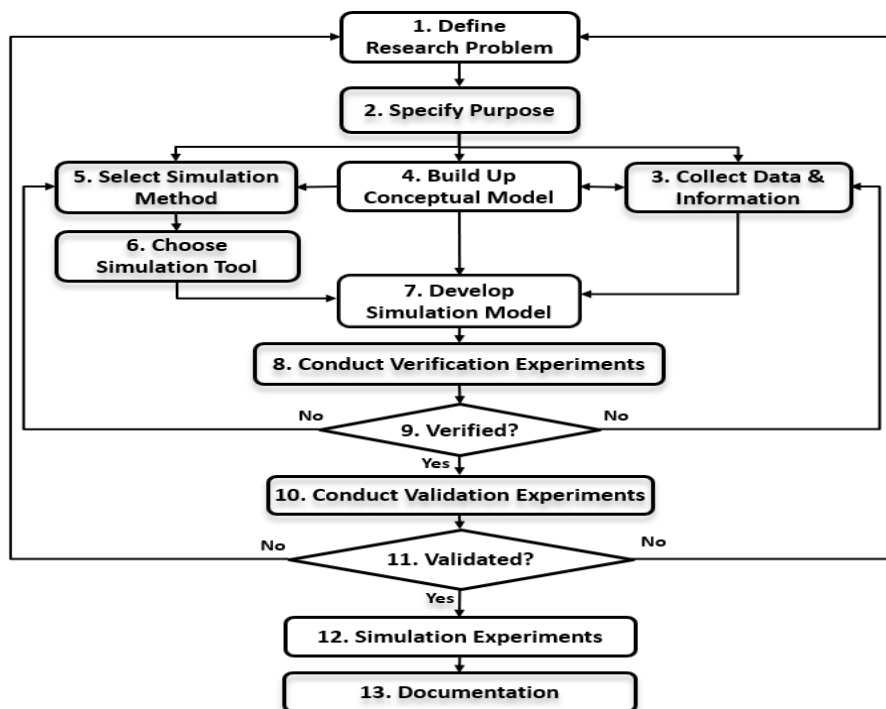 1. Define
Research Problem
2. Specify Purpose
5. Select Simulation
Method
4. Build Up
Conceptual Model
3. Collect Data &
Information
6. Choose
Simulation Tool
7. Develop
Simulation Model
8. Conduct Verification Experiments
No
No
9. Verified?
Yes
10. Conduct Validation Experiments
No
No
11. Validated?
Yes
12. Simulation Experiments
13. Documentation